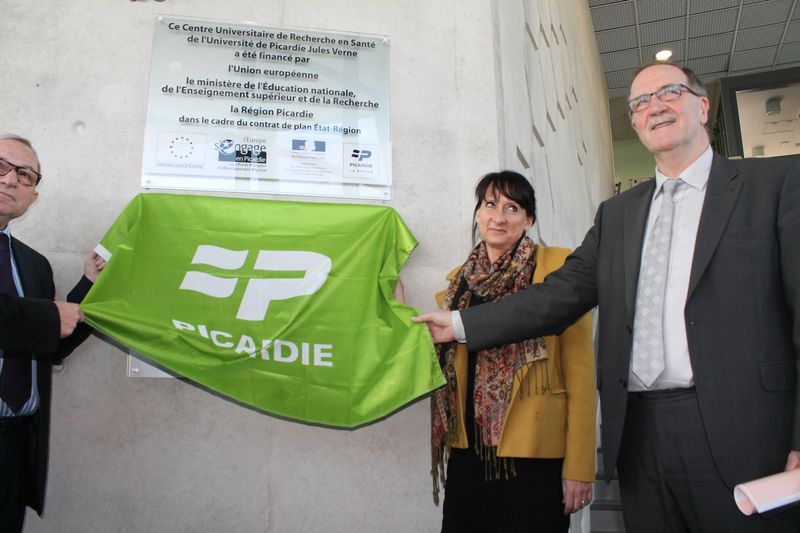 Ce Centre Universitaire de Recherche en Santé
de l'Université de Picardie Jules Verne
a été financé par
l'Union européenne
le ministère de l'Éducation nationale,
de l'Enseignement supérieur et de la Recherche
la Région Picardie
dans le cadre du contrat de plan État-Région
UNION EUROPÉENNE
l'Europe
s'engage
en Picardie
PICARDIE
LA RÉGION
PICARDIE